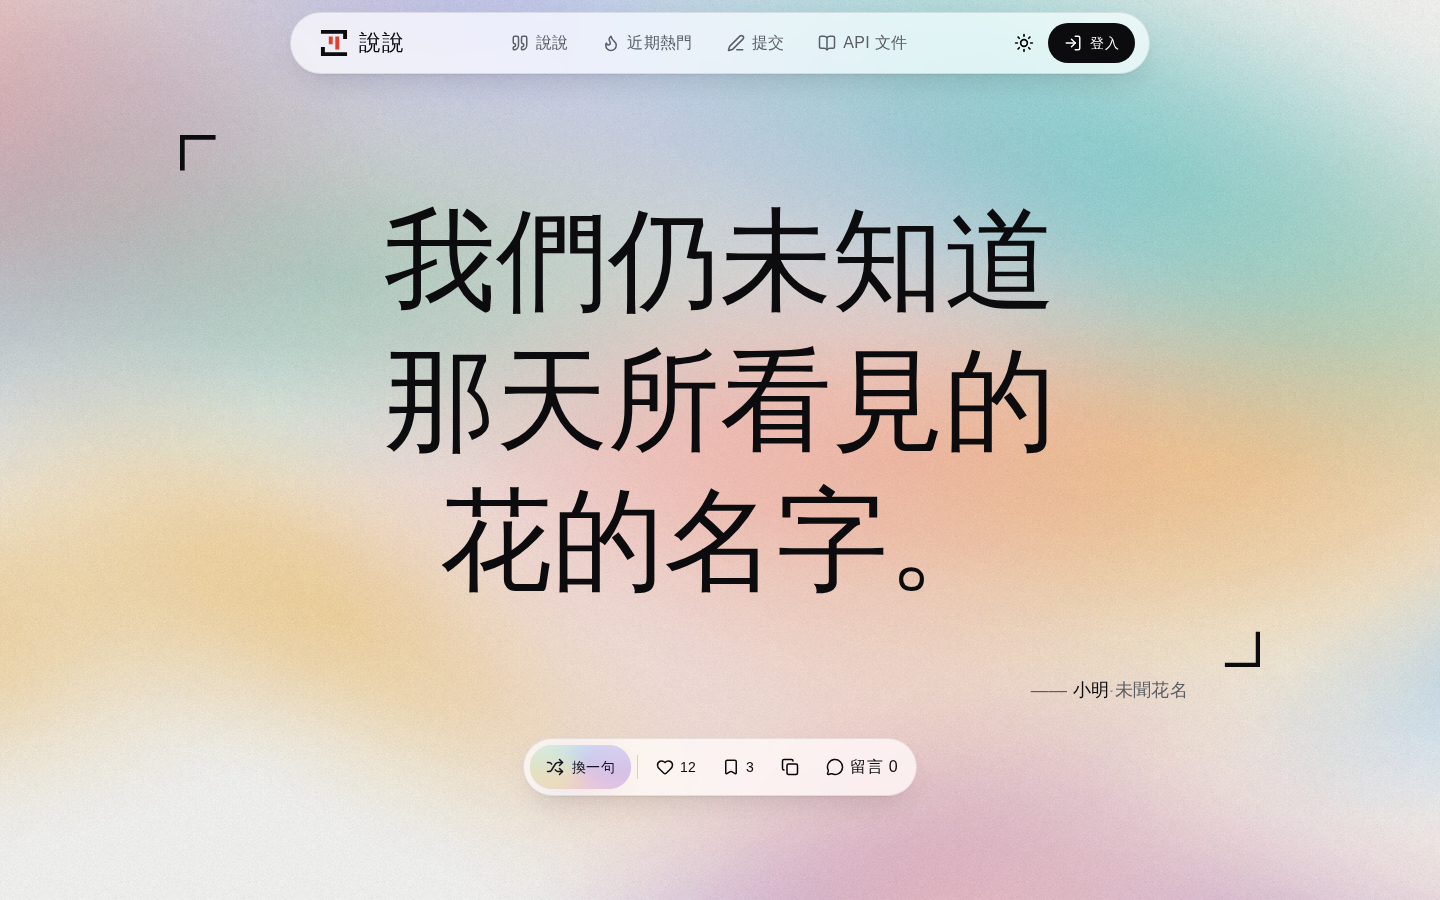 說說
說說
近期熱門
提交
API 文件
登入
「
我們仍未知道
那天所看見的
花的名字。
」
—— 小明·未聞花名
換一句
12
3
留言 0